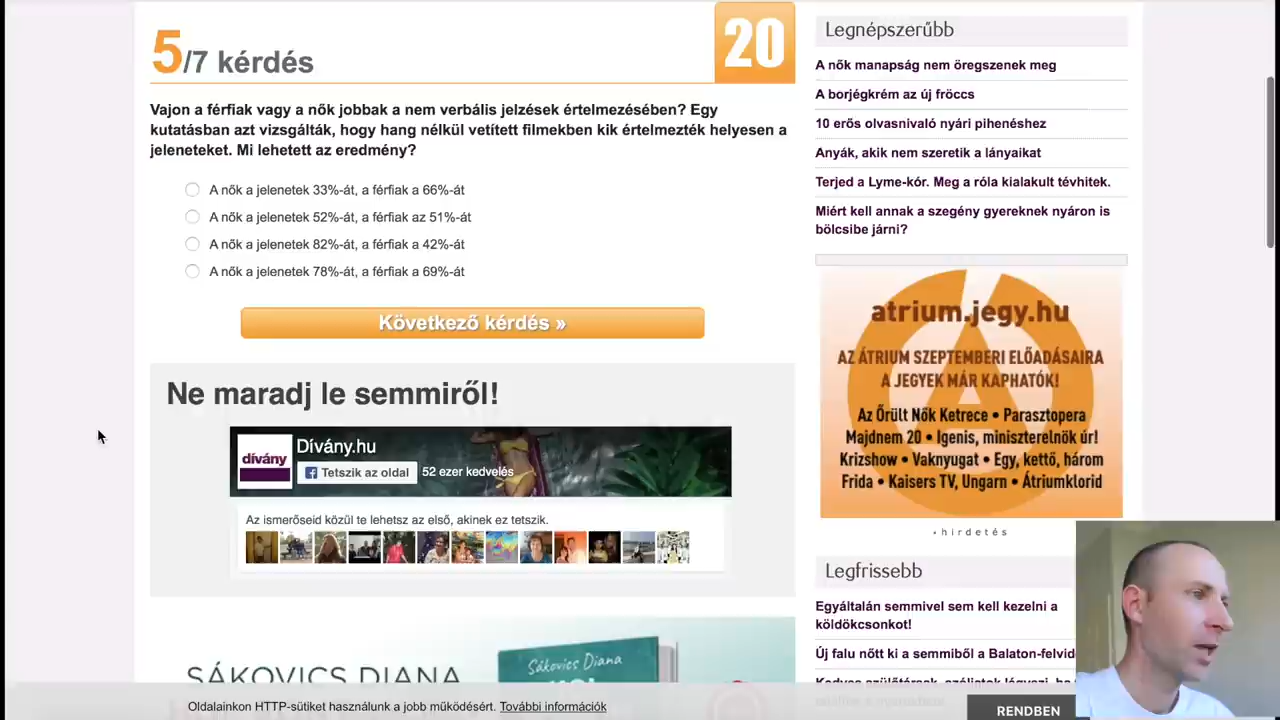 5/7 kérdés
20
Vajon a férfiak vagy a nők jobbak a nem verbális jelzések értelmezésében? Egy
kutatásban azt vizsgálták, hogy hang nélkül vetített filmekben kik értelmezték helyesen a
jeleneteket. Mi lehetett az eredmény?
A nők a jelenetek 33%-át, a férfiak a 66%-át
A nők a jelenetek 52%-át, a férfiak az 51%-át
A nők a jelenetek 82%-át, a férfiak a 42%-át
A nők a jelenetek 78%-át, a férfiak a 69%-át
Következő kérdés »
Ne maradj le semmiről!
dívány
Dívány.hu
Tetszik az oldal
52 ezer kedvelés
Az ismerőseid közül te lehetsz az első, akinek ez tetszik.
SÁKOVICS DIANA
Sákovics Diana
Legnépszerűbb
A nők manapság nem öregszenek meg
A borjégkrém az új fröccs
10 erős olvasnivaló nyári pihenéshez
Anyák, akik nem szeretik a lányaikat
Terjed a Lyme-kór. Meg a róla kialakult tévhitek.
Miért kell annak a szegény gyereknek nyáron is
bölcsibe járni?
atrium.jegy.hu
AZ ÁTRIUM SZEPTEMBERI ELŐADÁSAIRA
A JEGYEK MÁR KAPHATÓK!
Az Őrült Nők Ketrece • Parasztopera
Majdnem 20 • Igenis, miniszterelnök úr!
Krizshow • Vaknyugat • Egy, kettő, három
Frida • Kaisers TV, Ungarn • Átriumklorid
• hirdetés
Legfrissebb
Egyáltalán semmivel sem kell kezelni a
köldökcsonkot!
Új falu nőtt ki a semmiből a Balaton-felvid
Oldalainkon HTTP-sütiket használunk a jobb működésért. További információk
RENDBEN